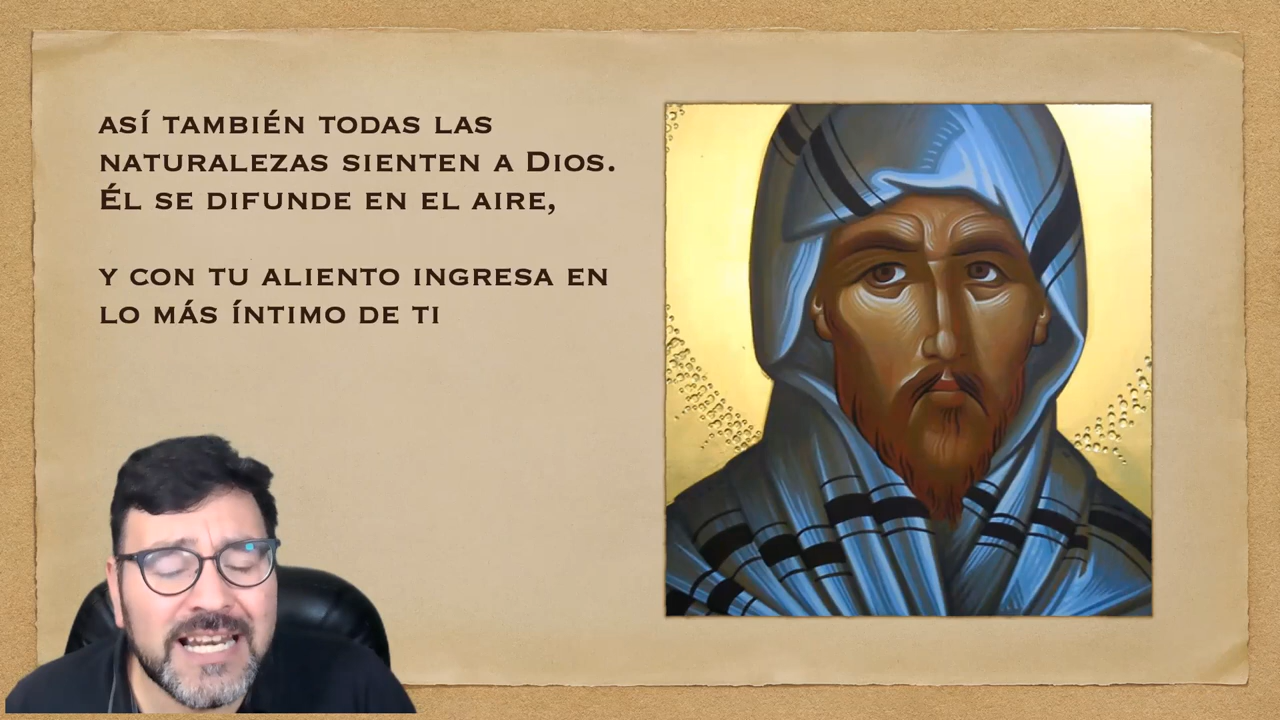 ASÍ TAMBIÉN TODAS LAS
NATURALEZAS SIENTEN A DIOS.
ÉL SE DIFUNDE EN EL AIRE,
Y CON TU ALIENTO INGRESA EN
LO MÁS ÍNTIMO DE TI